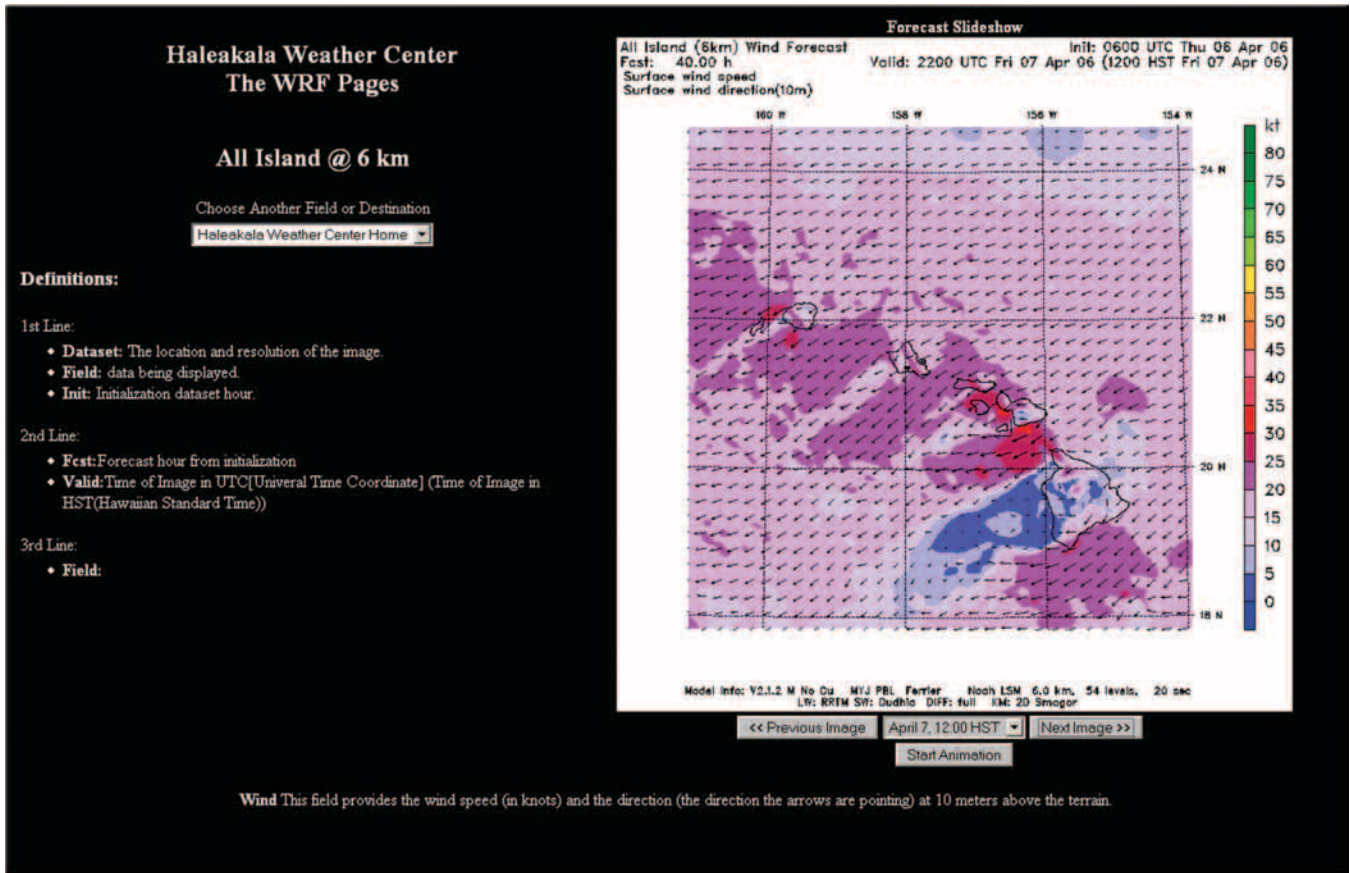 Haleakala Weather Center
The WRF Pages
All Island @ 6 km
Choose Another Field or Destination
Haleakala Weather Center Home
Definitions:
1st Line:
Dataset: The location and resolution of the image.
Field: data being displayed.
Init: Initialization dataset hour.
2nd Line:
Fcst:Forecast hour from initialization
Valid:Time of Image in UTC[Univeral Time Coordinate] (Time of Image in
HST(Hawaiian Standard Time))
3rd Line:
Field:
Forecast Slideshow
All Island (6km) Wind Forecast Init: 0600 UTC Thu 06 Apr 06
Fcst: 40.00 h Valid: 2200 UTC Fri 07 Apr 06 (1200 HST Fri 07 Apr 06)
Surface wind speed
Surface wind direction(10m)
160 W 158 W 156 W 154 W
24 N
22 N
20 N
18 N
kt
80
75
70
65
60
55
50
45
40
35
30
25
20
15
10
5
0
Model Info: V2.1.2 M No Cu MYJ PBL Ferrier Noah LSM 6.0 km, 54 levels, 20 sec
LW: RRTM SW: Dudhia DIFF: full KM: 2D Smagor
<< Previous Image April 7, 12:00 HST Next Image >>
Start Animation
Wind This field provides the wind speed (in knots) and the direction (the direction the arrows are pointing) at 10 meters above the terrain.